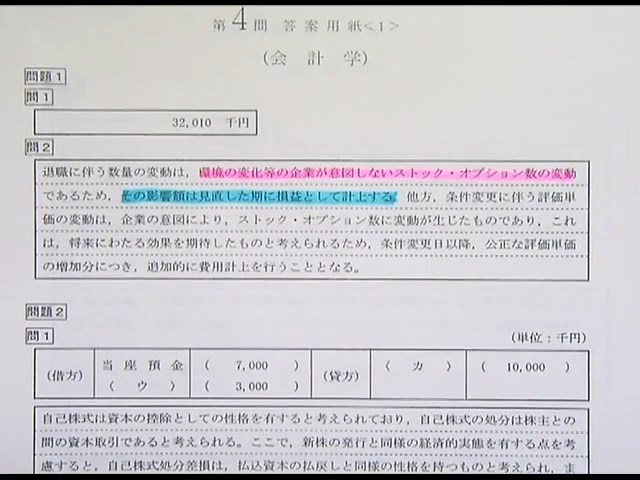 第4問 答案用紙<1>
(会計学)
問題1
問1
32,010 千円
問2
退職に伴う数量の変動は，環境の変化等の企業が意図しないストック・オプション数の変動
であるため，その影響額は見直した期に損益として計上する。他方，条件変更に伴う評価単
価の変動は，企業の意図により，ストック・オプション数に変動が生じたものであり，これ
は，将来にわたる効果を期待したものと考えられるため，条件変更日以降，公正な評価単価
の増加分につき，追加的に費用計上を行うこととなる。
問題2
問1
(単位：千円)
(借方) 当座預金 ( 7,000 ) (貸方) 〈 カ 〉 ( 10,000 )
〈 ウ 〉 ( 3,000 )
自己株式は資本の控除としての性格を有すると考えられており，自己株式の処分は株主との
間の資本取引であると考えられる。ここで，新株の発行と同様の経済的実態を有する点を考
慮すると，自己株式処分差損は，払込資本の払戻しと同様の性格を持つものと考えられ，ま